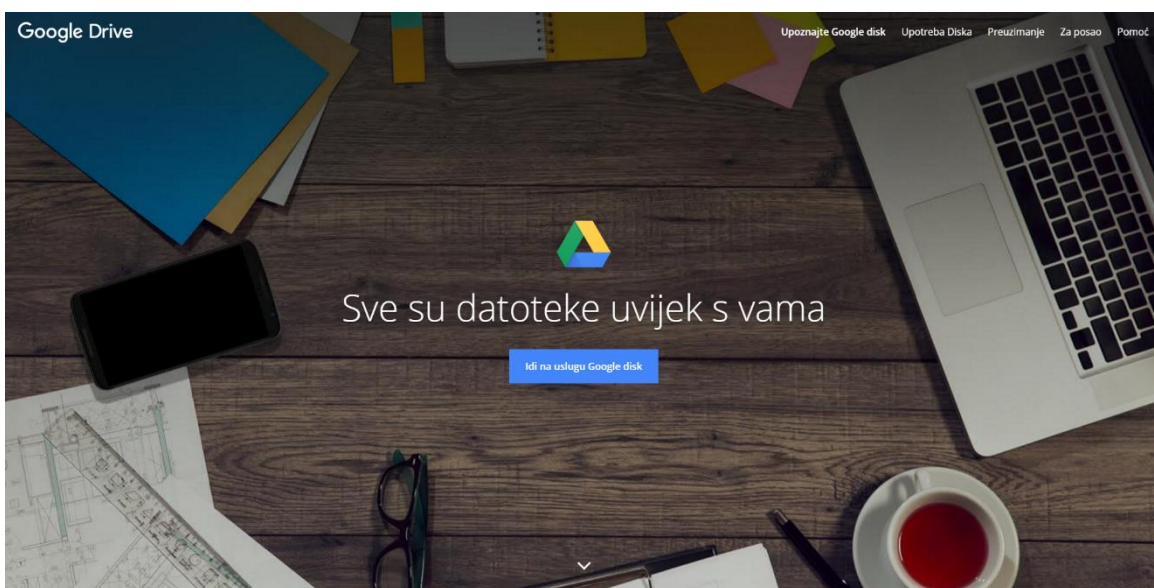 Google Drive
Upoznajte Google disk Upotreba Diska Preuzimanje Za posao Pomoć
Sve su datoteke uvijek s vama
Idi na uslugu Google disk